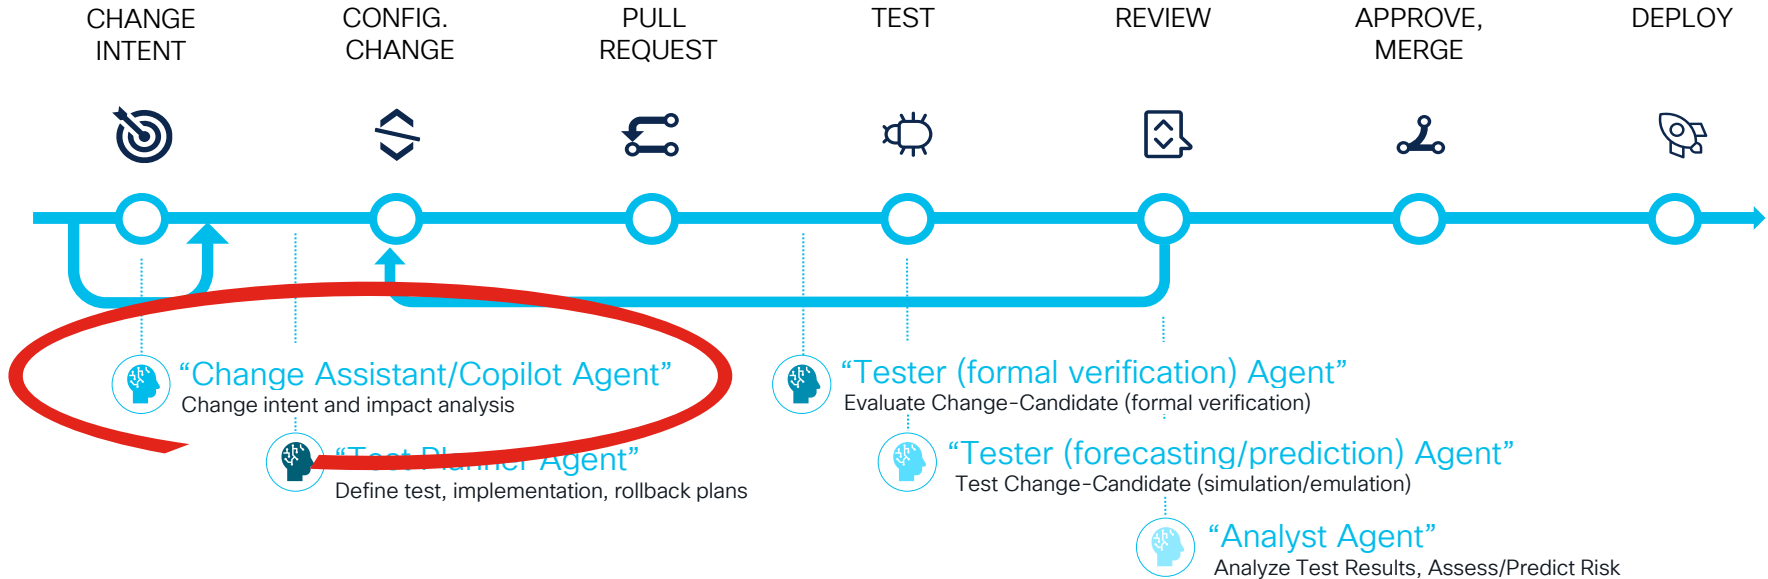 CHANGE
INTENT
CONFIG.
CHANGE
PULL
REQUEST
TEST
REVIEW
APPROVE,
MERGE
DEPLOY
“Change Assistant/Copilot Agent”
Change intent and impact analysis
“Test Planner Agent”
Define test, implementation, rollback plans
“Tester (formal verification) Agent”
Evaluate Change-Candidate (formal verification)
“Tester (forecasting/prediction) Agent”
Test Change-Candidate (simulation/emulation)
“Analyst Agent”
Analyze Test Results, Assess/Predict Risk